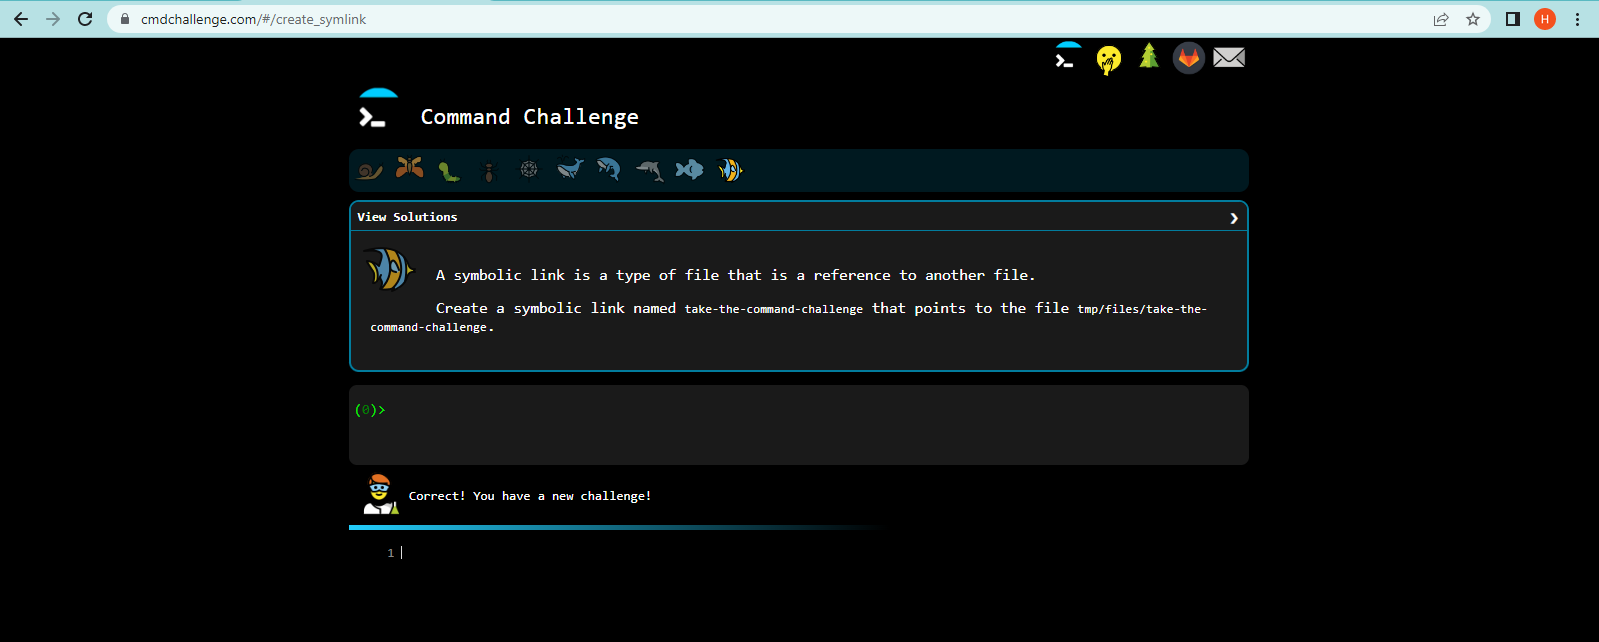 cmdchallenge.com/#/create_symlink
H
Command Challenge
View Solutions
A symbolic link is a type of file that is a reference to another file.
Create a symbolic link named take-the-command-challenge that points to the file tmp/files/take-the-
command-challenge.
(0)>
Correct! You have a new challenge!
1